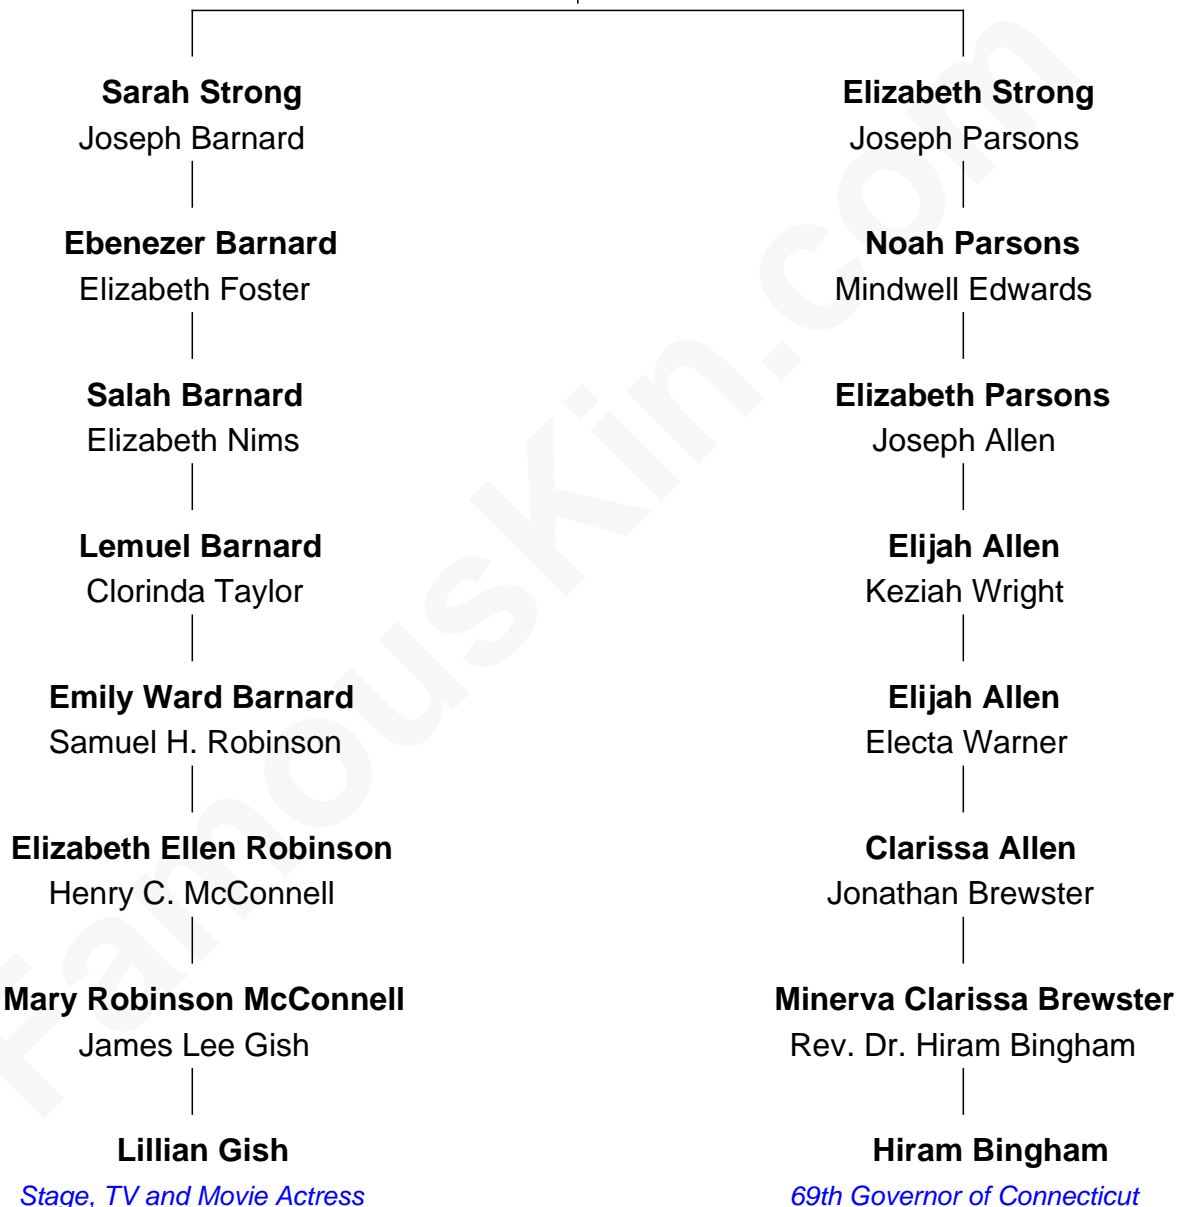 Sarah Strong
Joseph Barnard
Elizabeth Strong
Joseph Parsons
Ebenezer Barnard
Elizabeth Foster
Noah Parsons
Mindwell Edwards
Salah Barnard
Elizabeth Nims
Elizabeth Parsons
Joseph Allen
Lemuel Barnard
Clorinda Taylor
Elijah Allen
Keziah Wright
Emily Ward Barnard
Samuel H. Robinson
Elijah Allen
Electa Warner
Elizabeth Ellen Robinson
Henry C. McConnell
Clarissa Allen
Jonathan Brewster
Mary Robinson McConnell
James Lee Gish
Minerva Clarissa Brewster
Rev. Dr. Hiram Bingham
Lillian Gish
Stage, TV and Movie Actress
Hiram Bingham
69th Governor of Connecticut
FamousKin.com